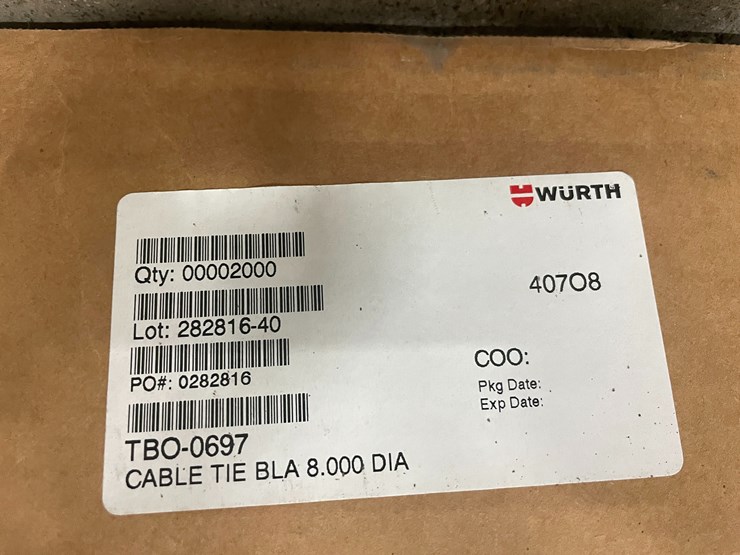 WÜRTH
Qty: 00002000
40708
Lot: 282816-40
PO#: 0282816
COO:
Pkg Date:
Exp Date:
TBO-0697
CABLE TIE BLA 8.000 DIA